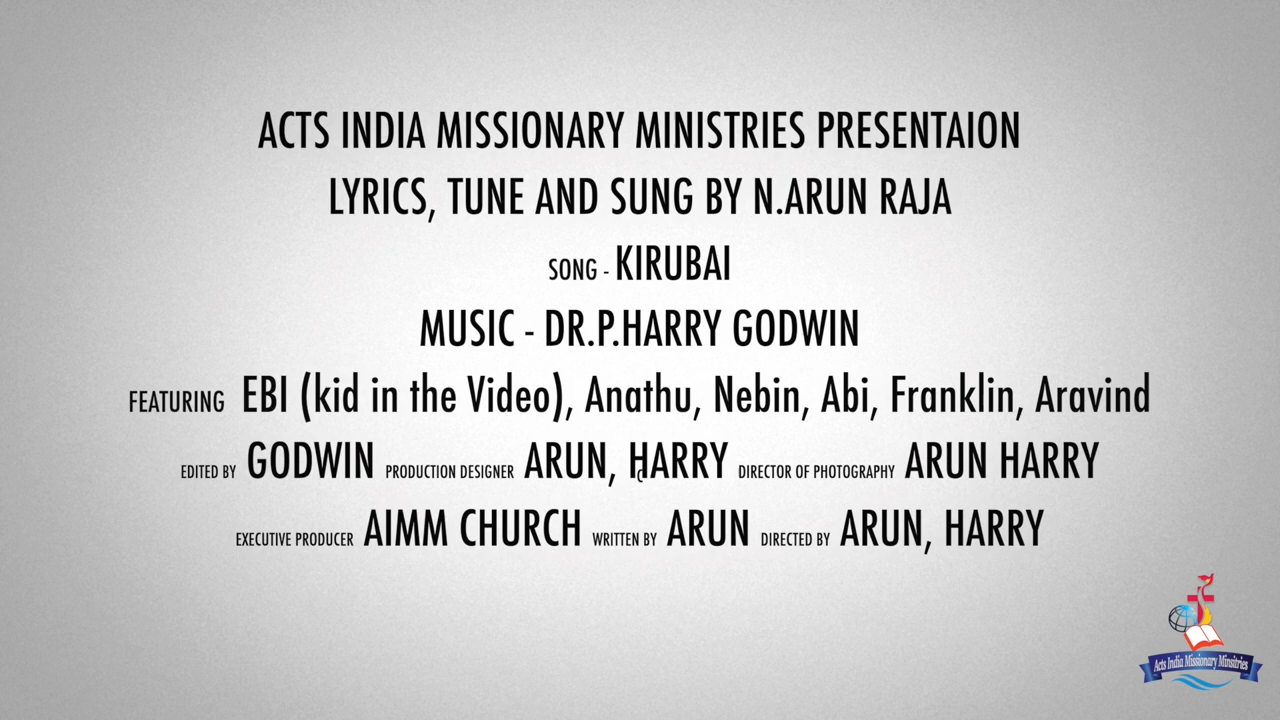 ACTS INDIA MISSIONARY MINISTRIES PRESENTAION
LYRICS, TUNE AND SUNG BY N.ARUN RAJA
SONG - KIRUBAI
MUSIC - DR.P.HARRY GODWIN
FEATURING EBI (kid in the Video), Anathu, Nebin, Abi, Franklin, Aravind
EDITED BY GODWIN PRODUCTION DESIGNER ARUN, HARRY DIRECTOR OF PHOTOGRAPHY ARUN HARRY
EXECUTIVE PRODUCER AIMM CHURCH WRITTEN BY ARUN DIRECTED BY ARUN, HARRY
Acts India Missionary Minsitries